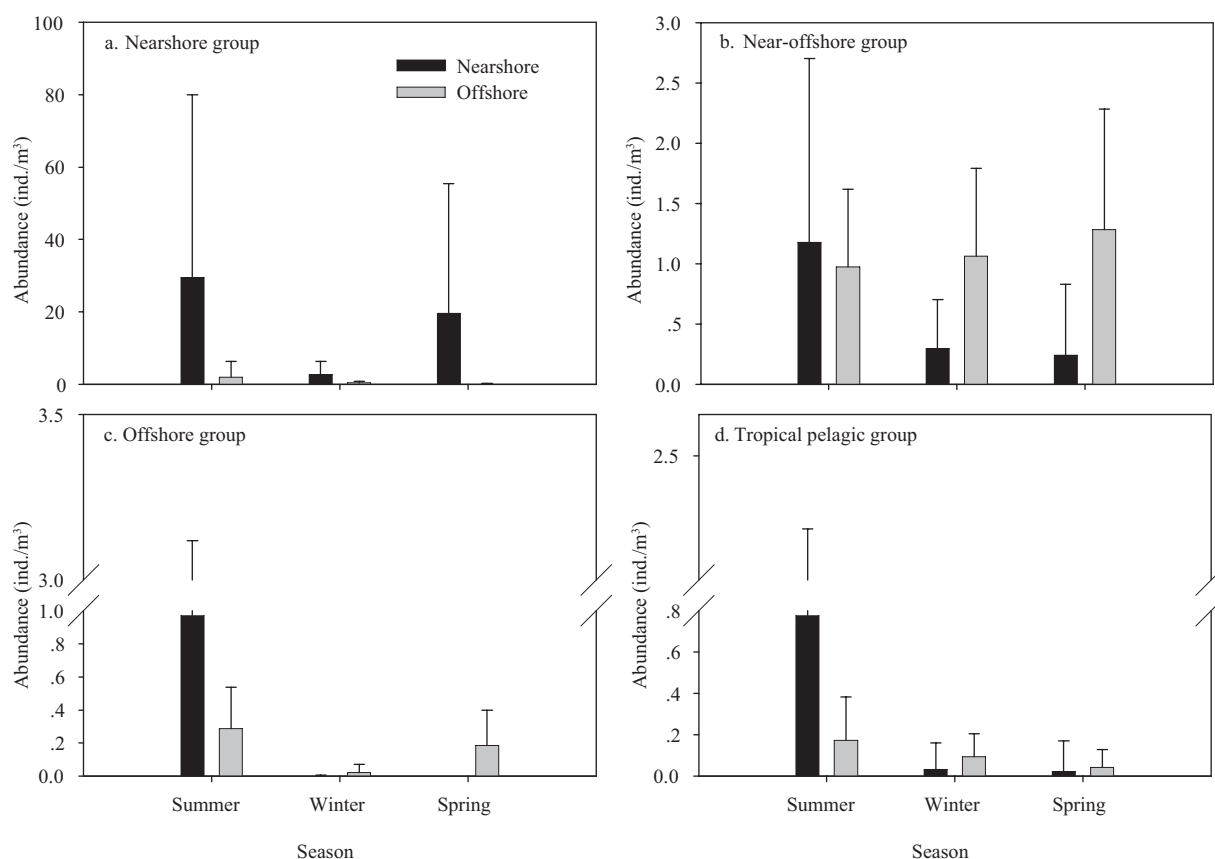 a. Nearshore group
Nearshore
Offshore
100
80
60
40
20
0
Abundance (ind./m³)
b. Near-offshore group
3.0
2.5
2.0
1.5
1.0
.5
0.0
Abundance (ind./m³)
c. Offshore group
3.5
3.0
1.0
.8
.6
.4
.2
0.0
Abundance (ind./m³)
Summer Winter Spring
Season
d. Tropical pelagic group
2.5
.8
.6
.4
.2
0.0
Abundance (ind./m³)
Summer Winter Spring
Season